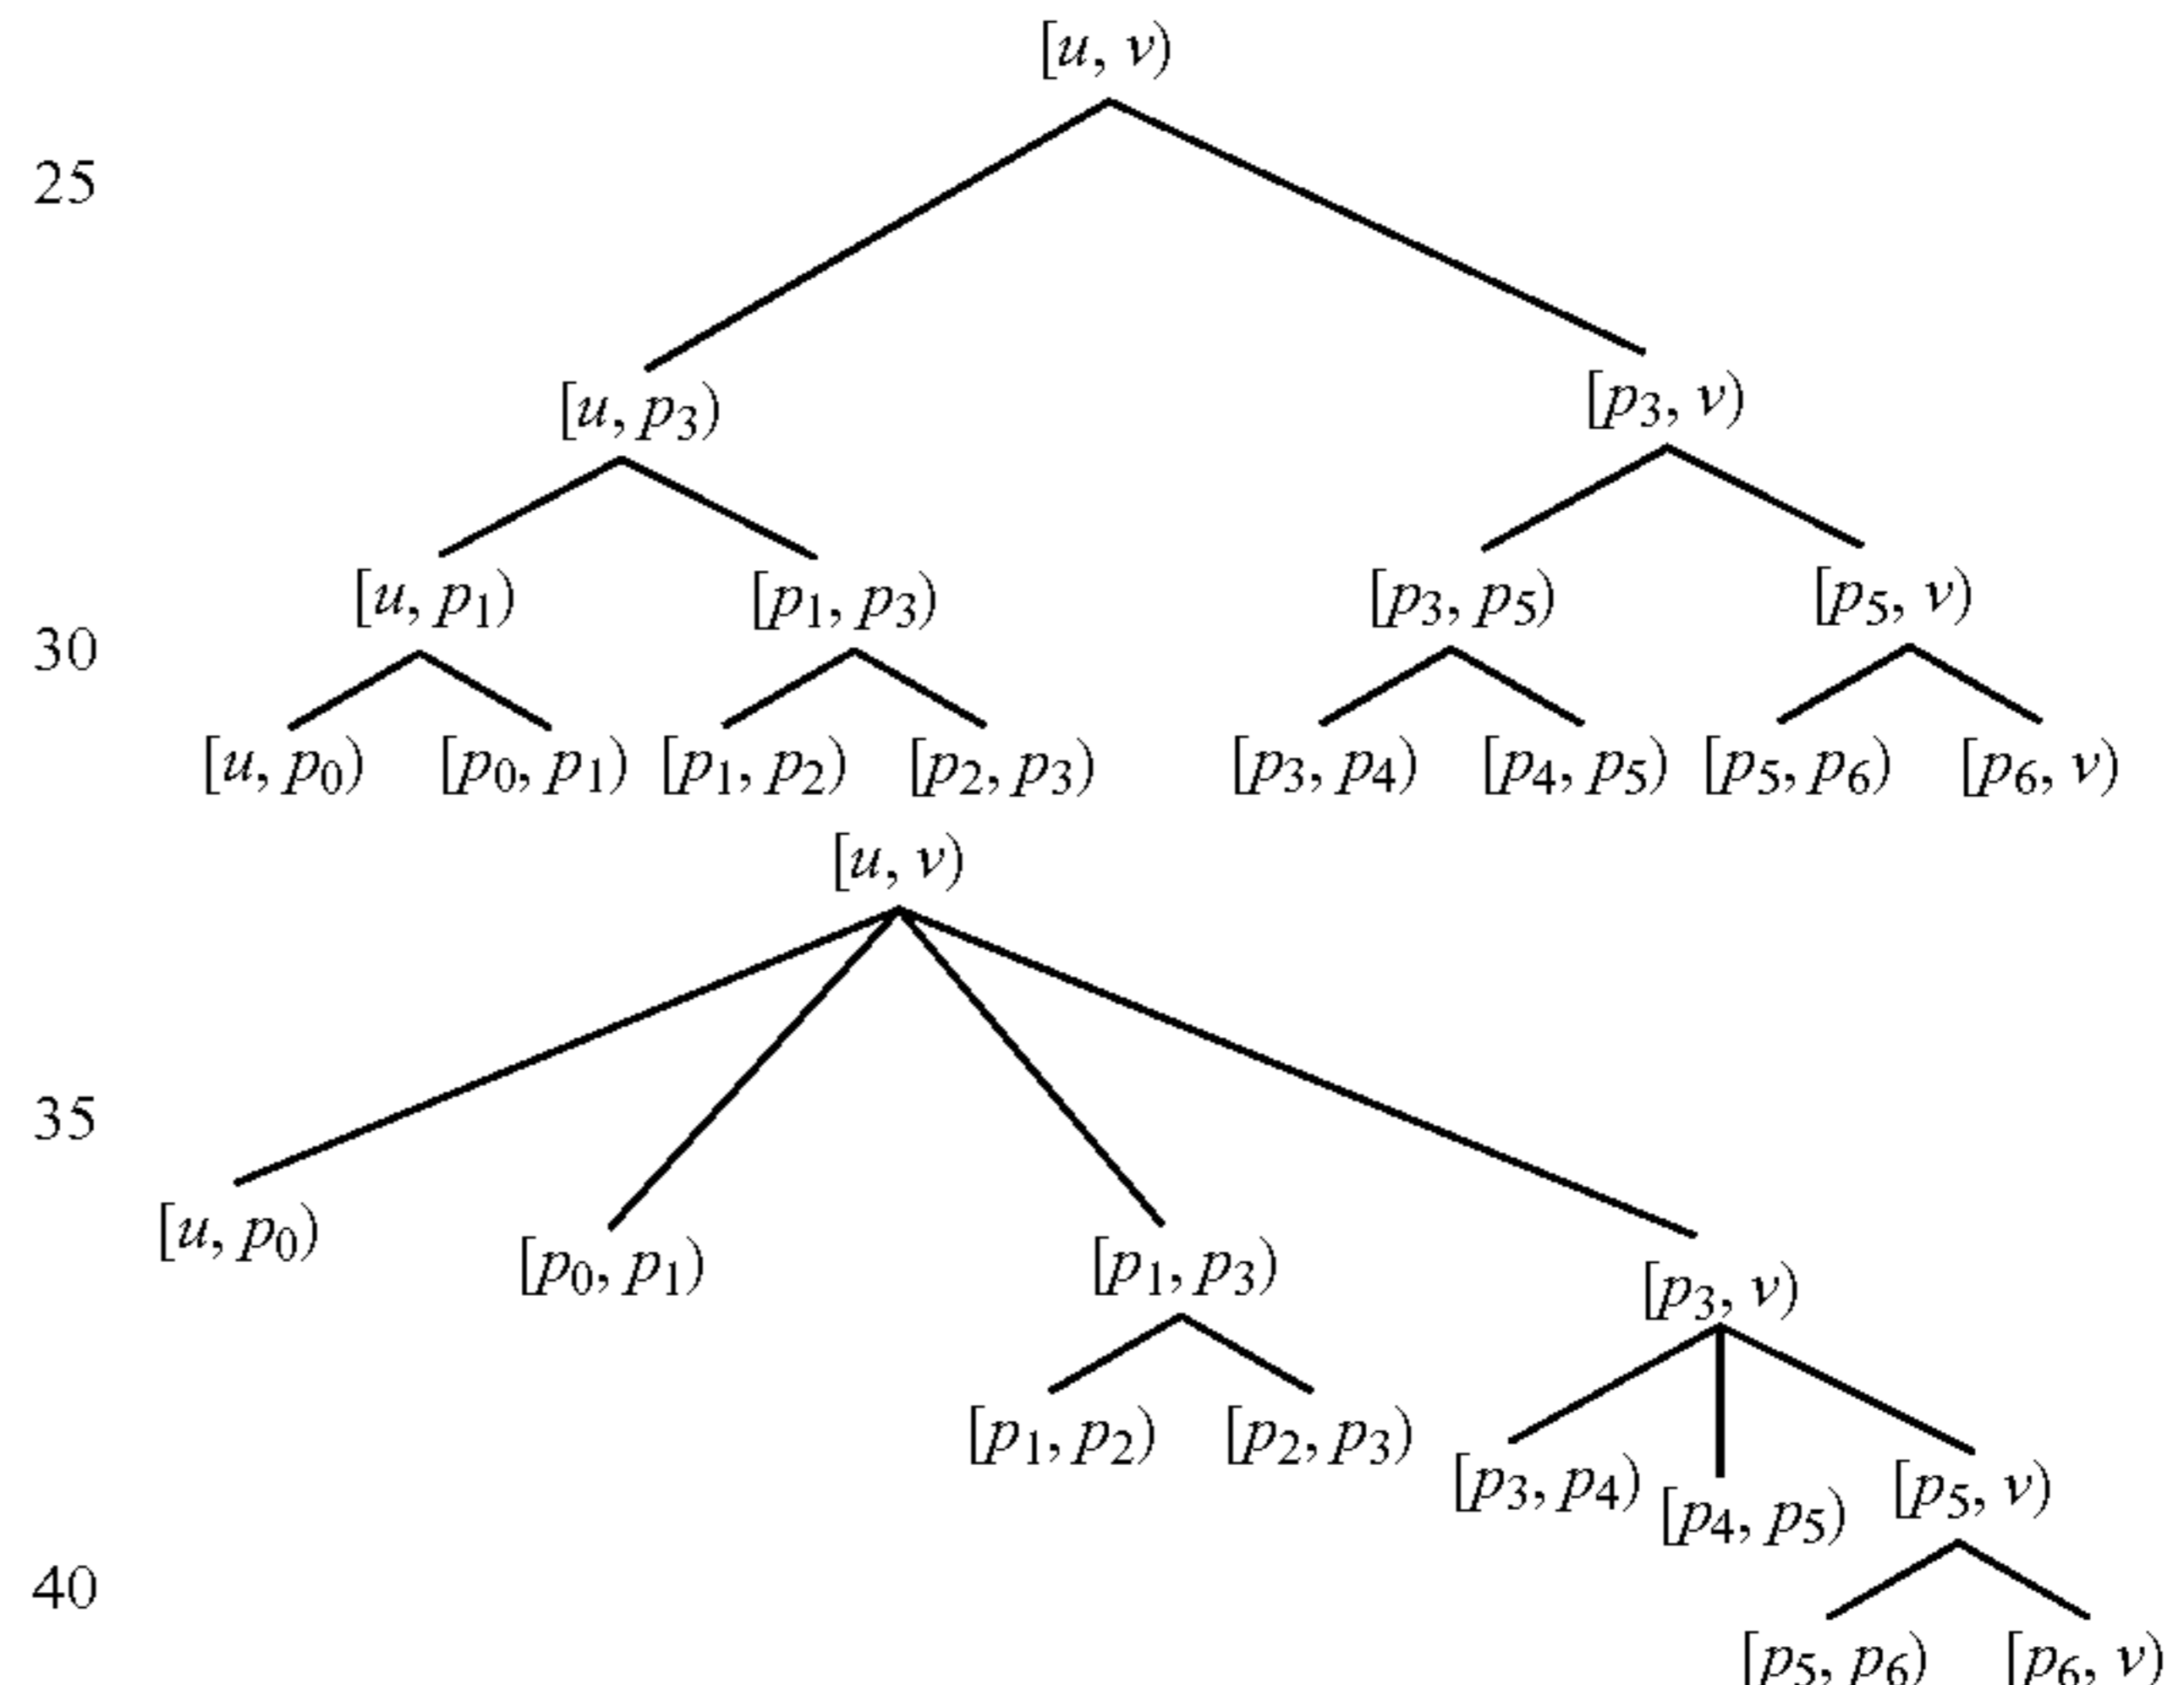 [u, v)
25
[u, p₃) [p₃, v)
[u, p₁) [p₁, p₃) [p₃, p₅) [p₅, v)
30
[u, p₀) [p₀, p₁) [p₁, p₂) [p₂, p₃) [p₃, p₄) [p₄, p₅) [p₅, p₆) [p₆, v)
[u, v)
35
[u, p₀) [p₀, p₁) [p₁, p₃) [p₃, v)
[p₁, p₂) [p₂, p₃) [p₃, p₄) [p₄, p₅) [p₅, v)
40
[p₅, p₆) [p₆, v)